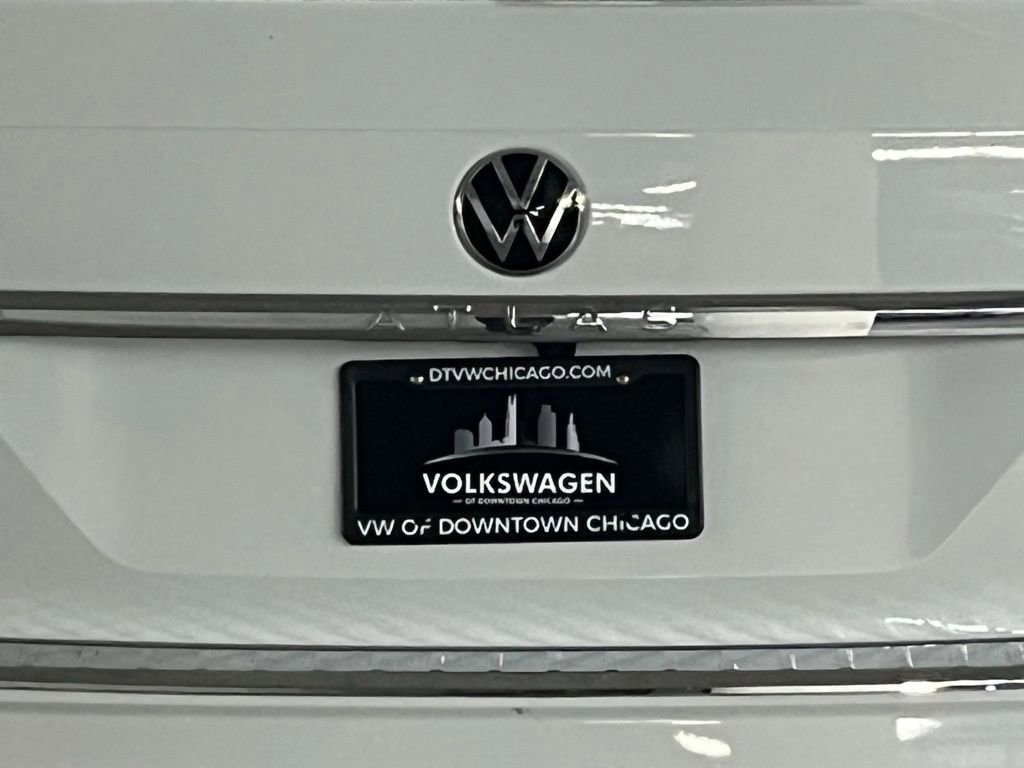 ATLAS
DTVWCHICAGO.COM
VOLKSWAGEN
OF DOWNTOWN CHICAGO
VW OF DOWNTOWN CHICAGO